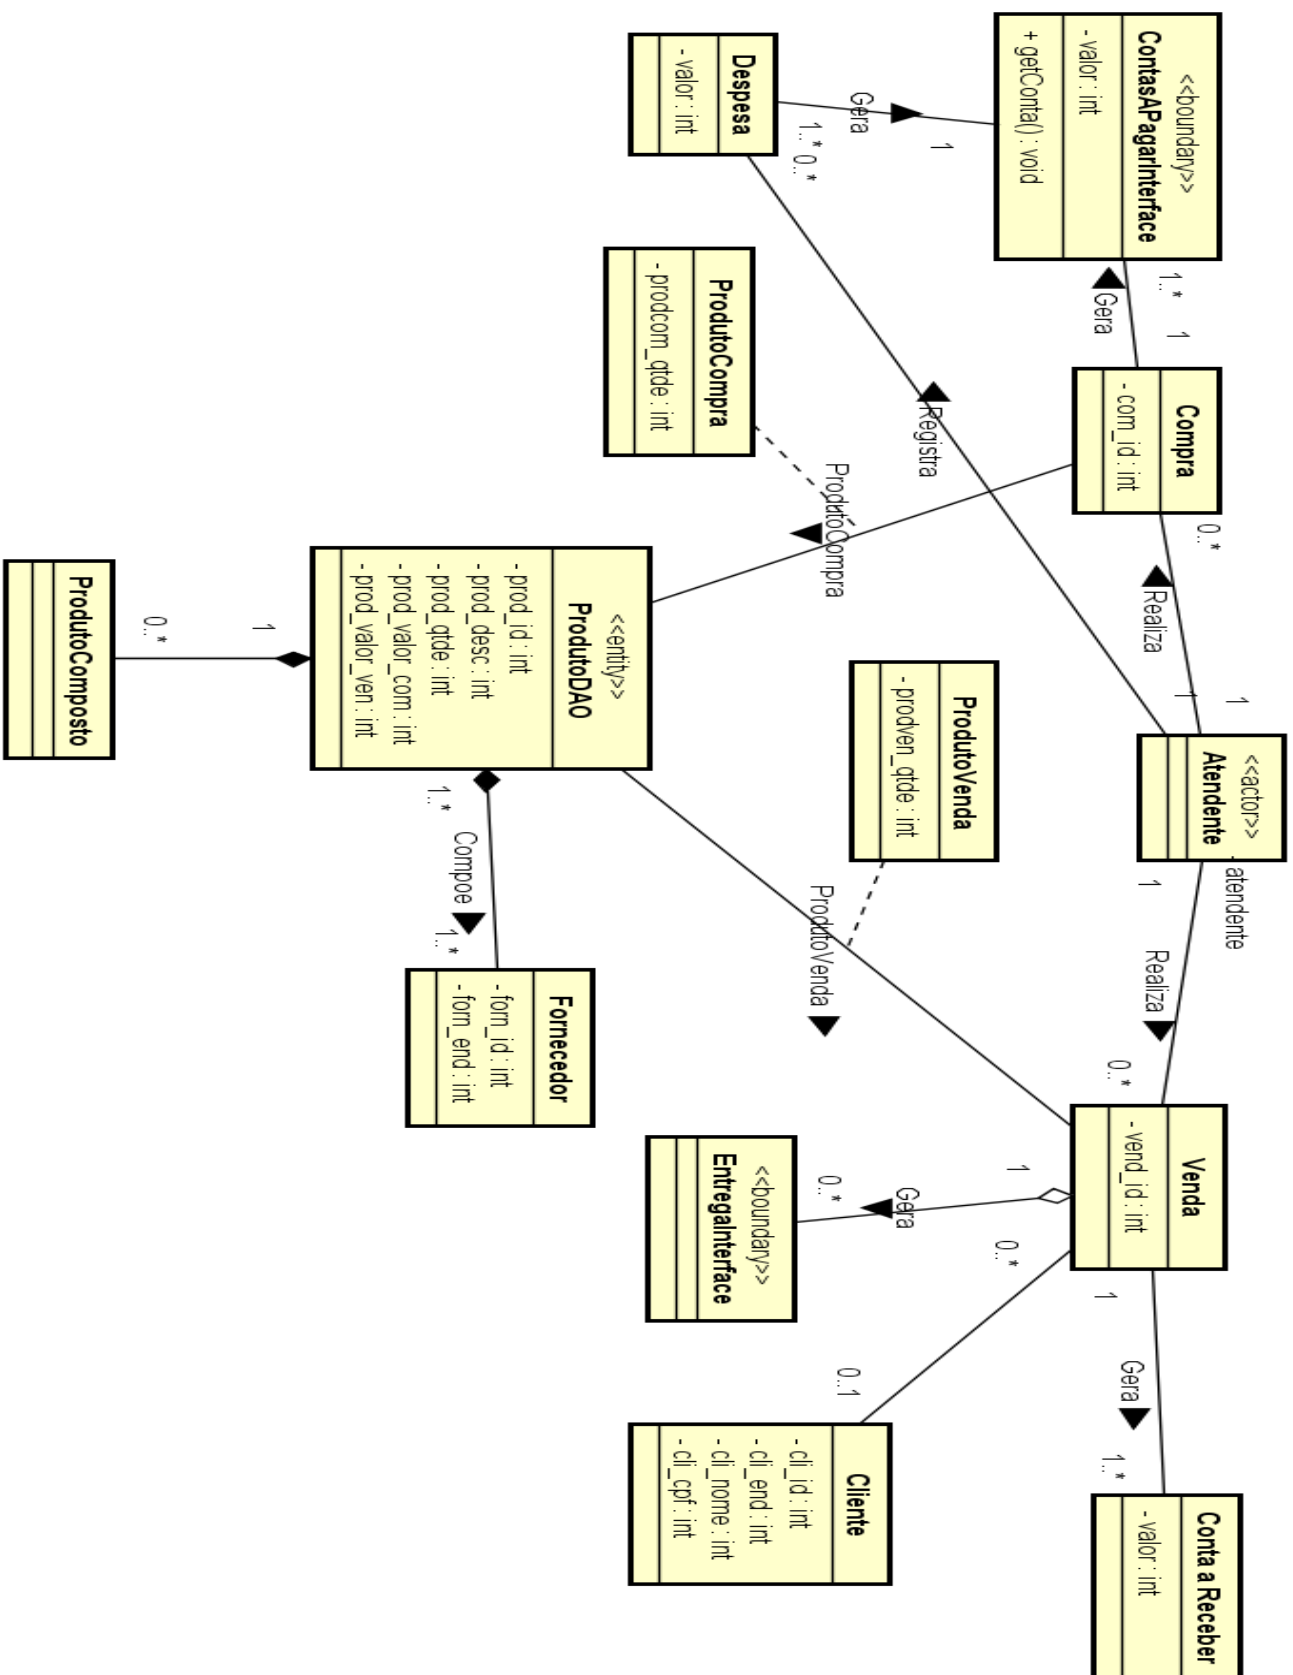 <<boundary>>
ContasAPagarInterface
- valor : int
+ getConta() : void
1..*
1
Gera
Compra
- com_id : int
0..*
Realiza
1
1
<<actor>>
Atendente
- atendente
1
Realiza
0..*
Venda
- vend_id : int
1
Gera
1..*
Conta a Receber
- valor : int
1
Gera
1..*
0..*
Despesa
- valor : int
Registra
ProdutoCompra
- prodcom_qtde : int
ProdutoCompra
ProdutoVenda
- prodven_qtde : int
ProdutoVenda
1
Gera
0..*
<<boundary>>
EntregaInterface
0..*
0..1
Cliente
- cli_id : int
- cli_end : int
- cli_nome : int
- cli_cpf : int
<<entity>>
ProdutoDAO
- prod_id : int
- prod_desc : int
- prod_qtde : int
- prod_valor_com : int
- prod_valor_ven : int
1..*
Compoe
1..*
Fornecedor
- forn_id : int
- forn_end : int
1
0..*
ProdutoComposto